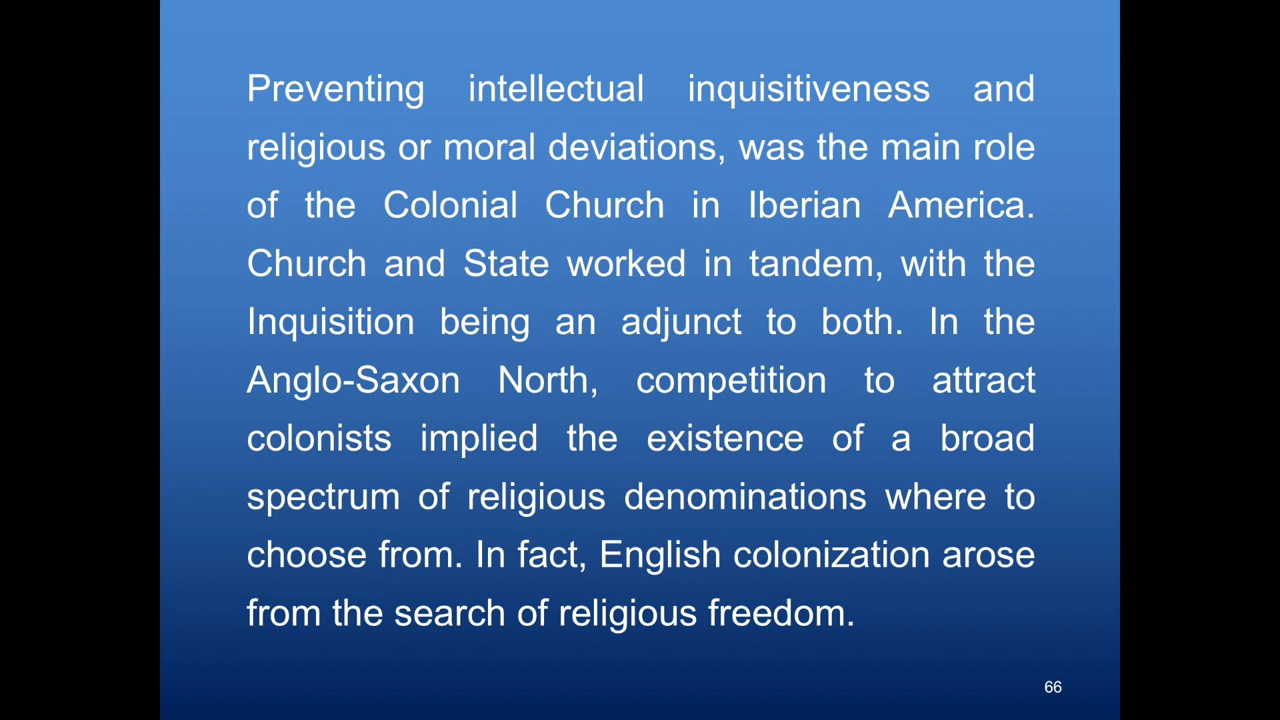 Preventing intellectual inquisitiveness and
religious or moral deviations, was the main role
of the Colonial Church in Iberian America.
Church and State worked in tandem, with the
Inquisition being an adjunct to both. In the
Anglo-Saxon North, competition to attract
colonists implied the existence of a broad
spectrum of religious denominations where to
choose from. In fact, English colonization arose
from the search of religious freedom.
66